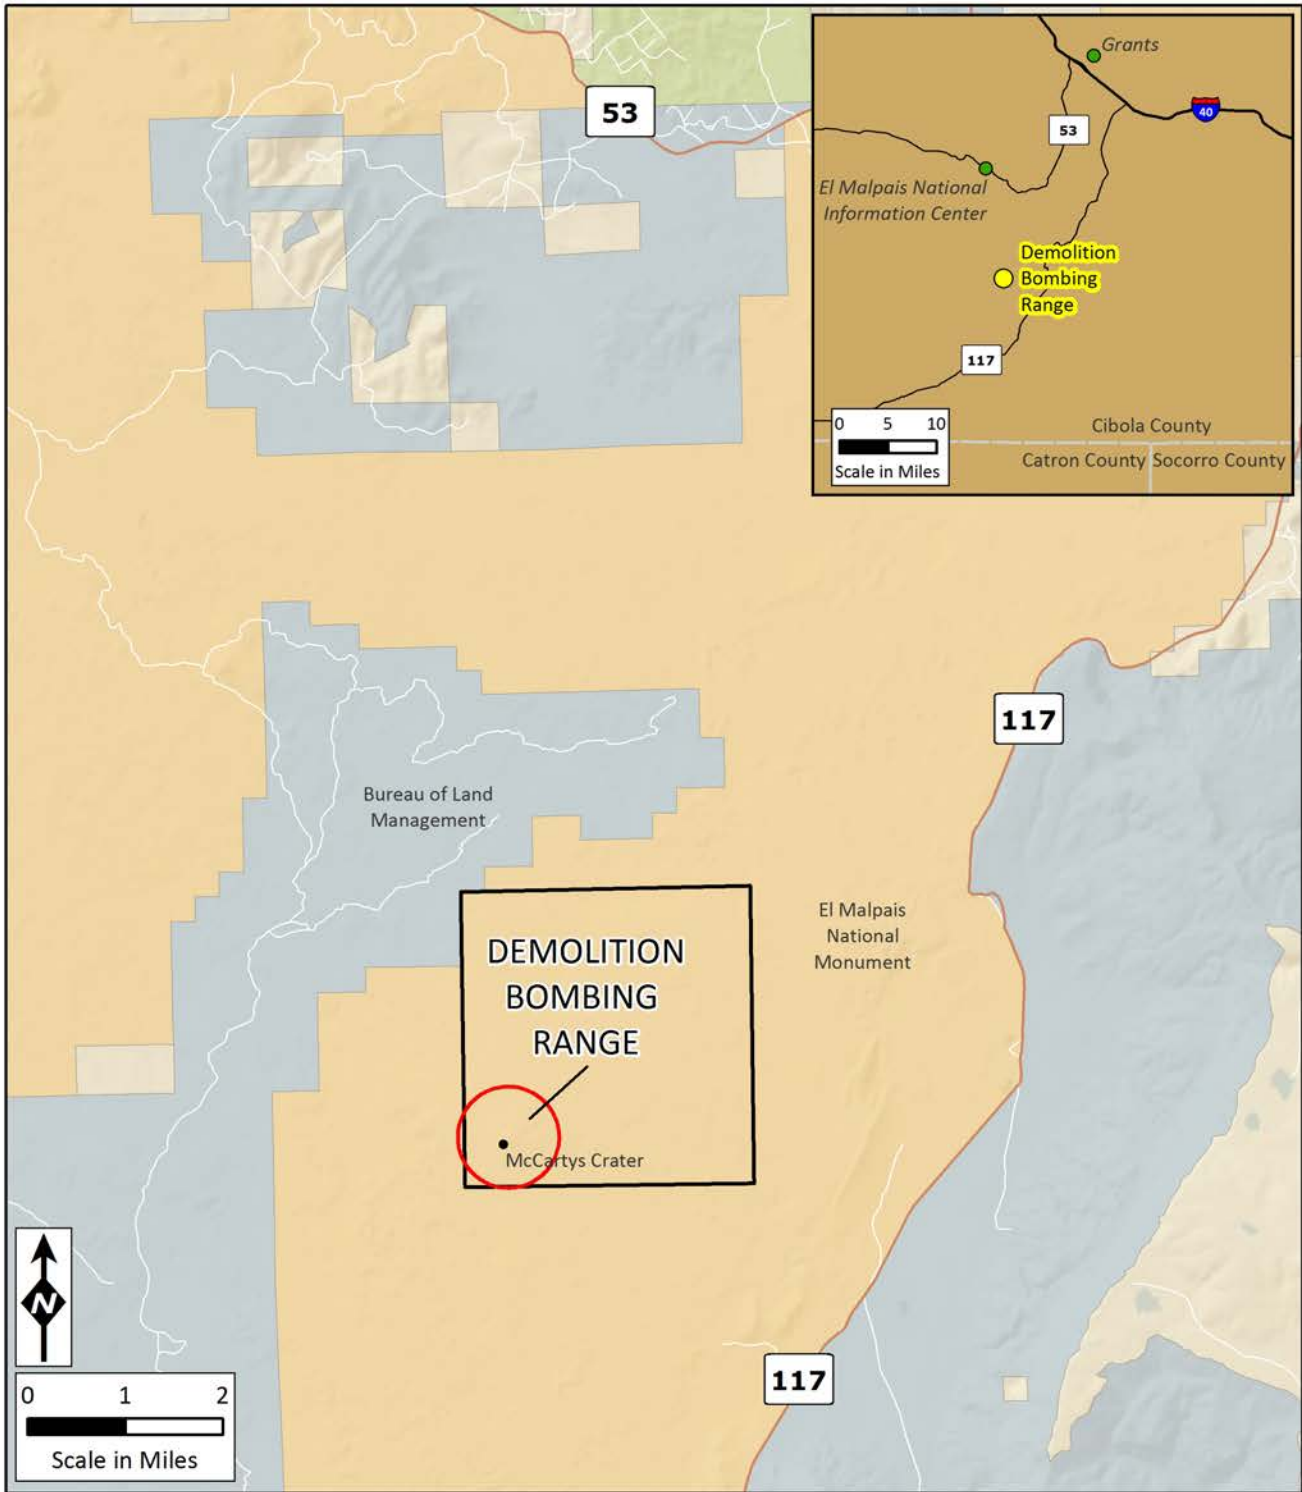 53
Grants
40
53
El Malpais National
Information Center
Demolition
Bombing
Range
117
0 5 10
Scale in Miles
Cibola County
Catron County
Socorro County
117
Bureau of Land
Management
El Malpais
National
Monument
DEMOLITION
BOMBING
RANGE
McCartys Crater
N
117
0 1 2
Scale in Miles